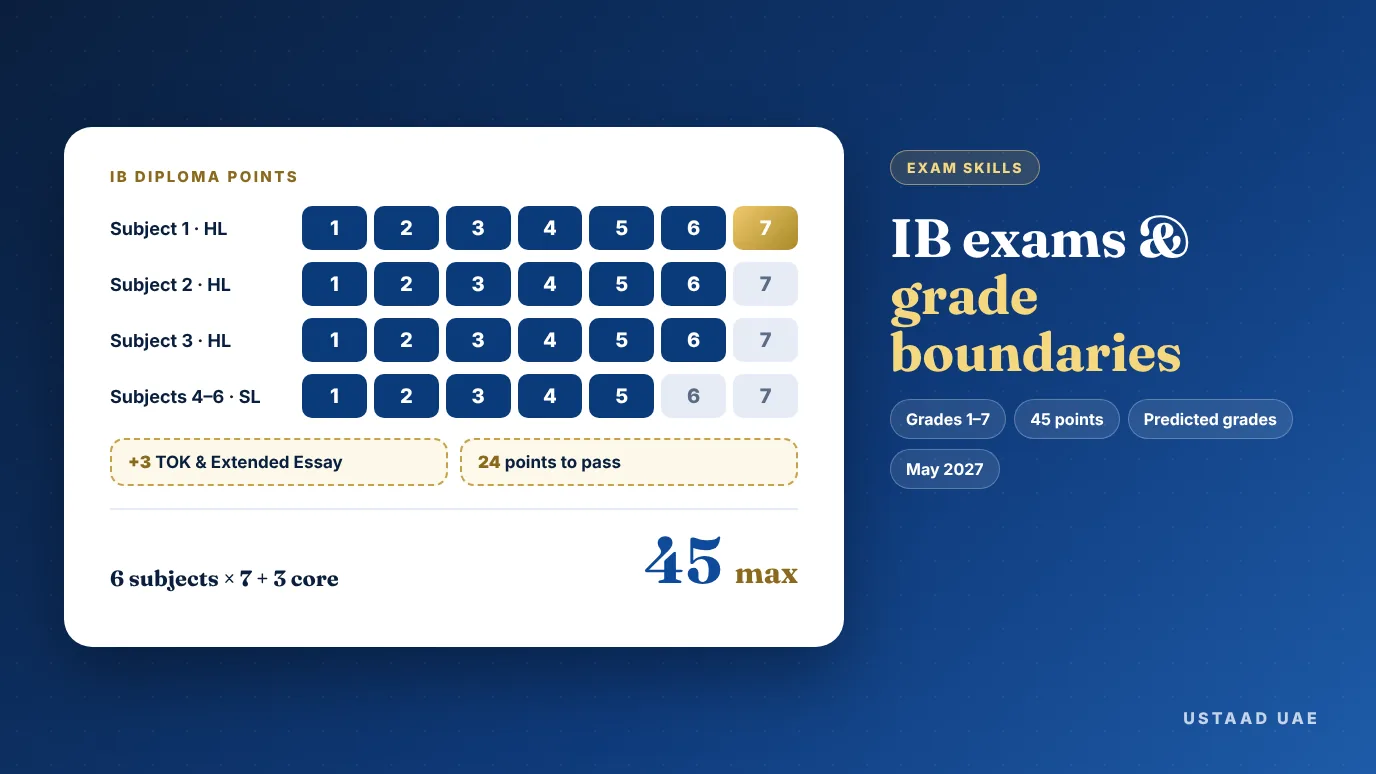 IB DIPLOMA POINTS
Subject 1 · HL 1 2 3 4 5 6 7
Subject 2 · HL 1 2 3 4 5 6 7
Subject 3 · HL 1 2 3 4 5 6 7
Subjects 4–6 · SL 1 2 3 4 5 6 7
+3 TOK & Extended Essay 24 points to pass
6 subjects × 7 + 3 core 45 max
EXAM SKILLS
IB exams &
grade
boundaries
Grades 1–7 45 points Predicted grades
May 2027
USTAAD UAE